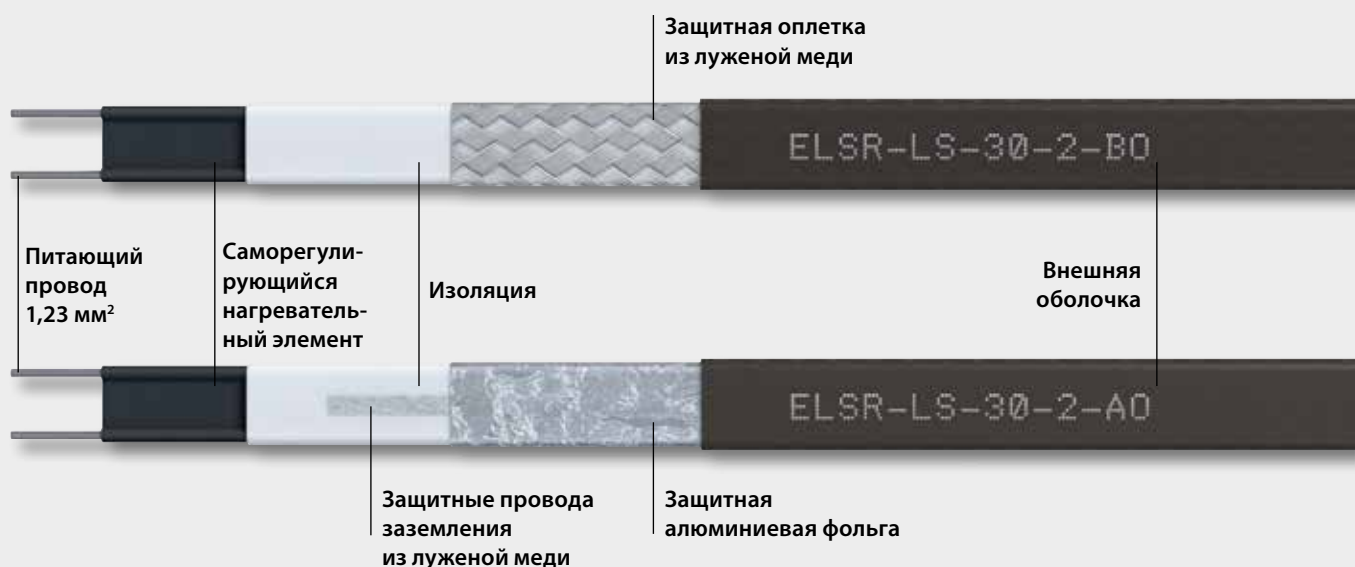 Защитная оплетка
из луженой меди
ELSR-LS-30-2-BO
Питающий
провод
1,23 мм²
Саморегули-
рующийся
нагреватель-
ный элемент
Изоляция
Внешняя
оболочка
ELSR-LS-30-2-AO
Защитные провода
заземления
из луженой меди
Защитная
алюминиевая фольга